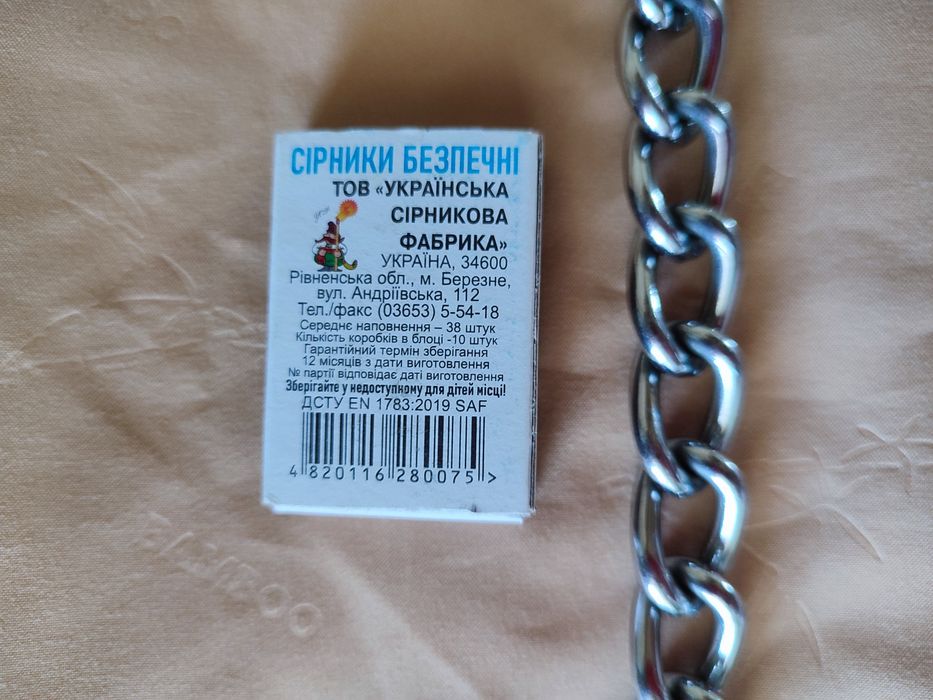 СІРНИКИ БЕЗПЕЧНІ
ТОВ «УКРАЇНСЬКА
СІРНИКОВА
ФАБРИКА»
УКРАЇНА, 34600
Рівненська обл., м. Березне,
вул. Андріївська, 112
Тел./факс (03653) 5-54-18
Середнє наповнення – 38 штук
Кількість коробків в блоці -10 штук
Гарантійний термін зберігання
12 місяців з дати виготовлення
№ партії відповідає даті виготовлення
Зберігайте у недоступному для дітей місці!
ДСТУ EN 1783:2019 SAF
4 820116 280075 >